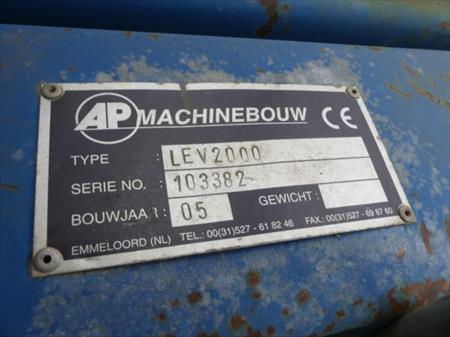 AP MACHINEBOUW CE
TYPE : LEV2000
SERIE NO. : 103382
BOUWJAAR : 05 GEWICHT :
EMMELOORD (NL) TEL.: 00(31)527 - 61 82 46 FAX.: 00(31)527 - 69 87 60